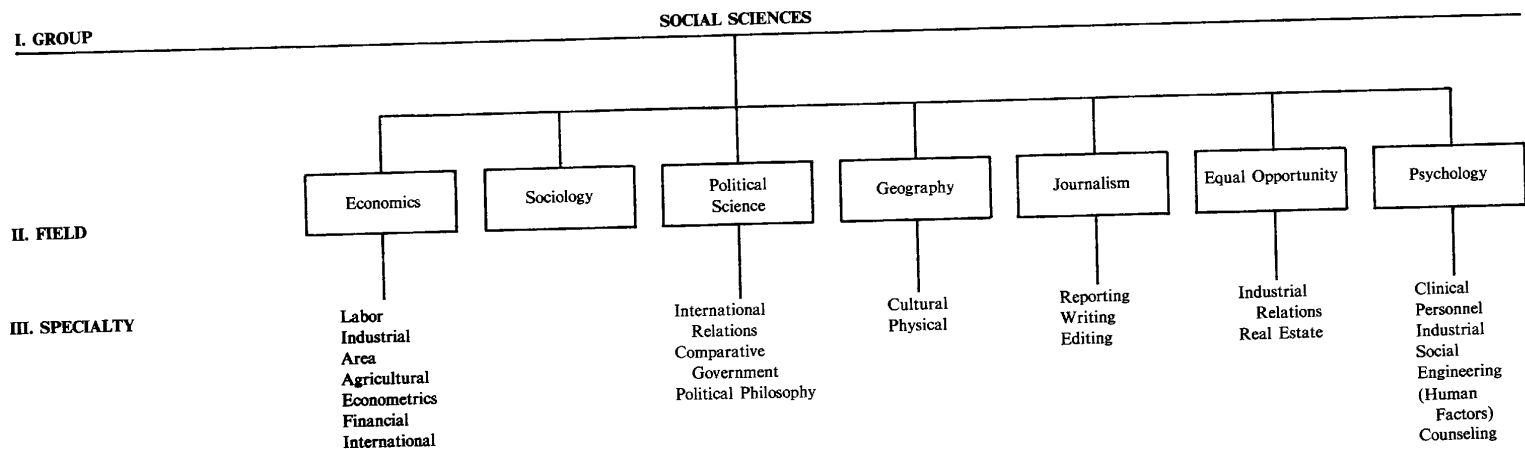 SOCIAL SCIENCES
I. GROUP
Economics
Sociology
Political
Science
Geography
Journalism
Equal Opportunity
Psychology
II. FIELD
III. SPECIALTY
Labor
Industrial
Area
Agricultural
Econometrics
Financial
International
International
Relations
Comparative
Government
Political Philosophy
Cultural
Physical
Reporting
Writing
Editing
Industrial
Relations
Real Estate
Clinical
Personnel
Industrial
Social
Engineering
(Human
Factors)
Counseling